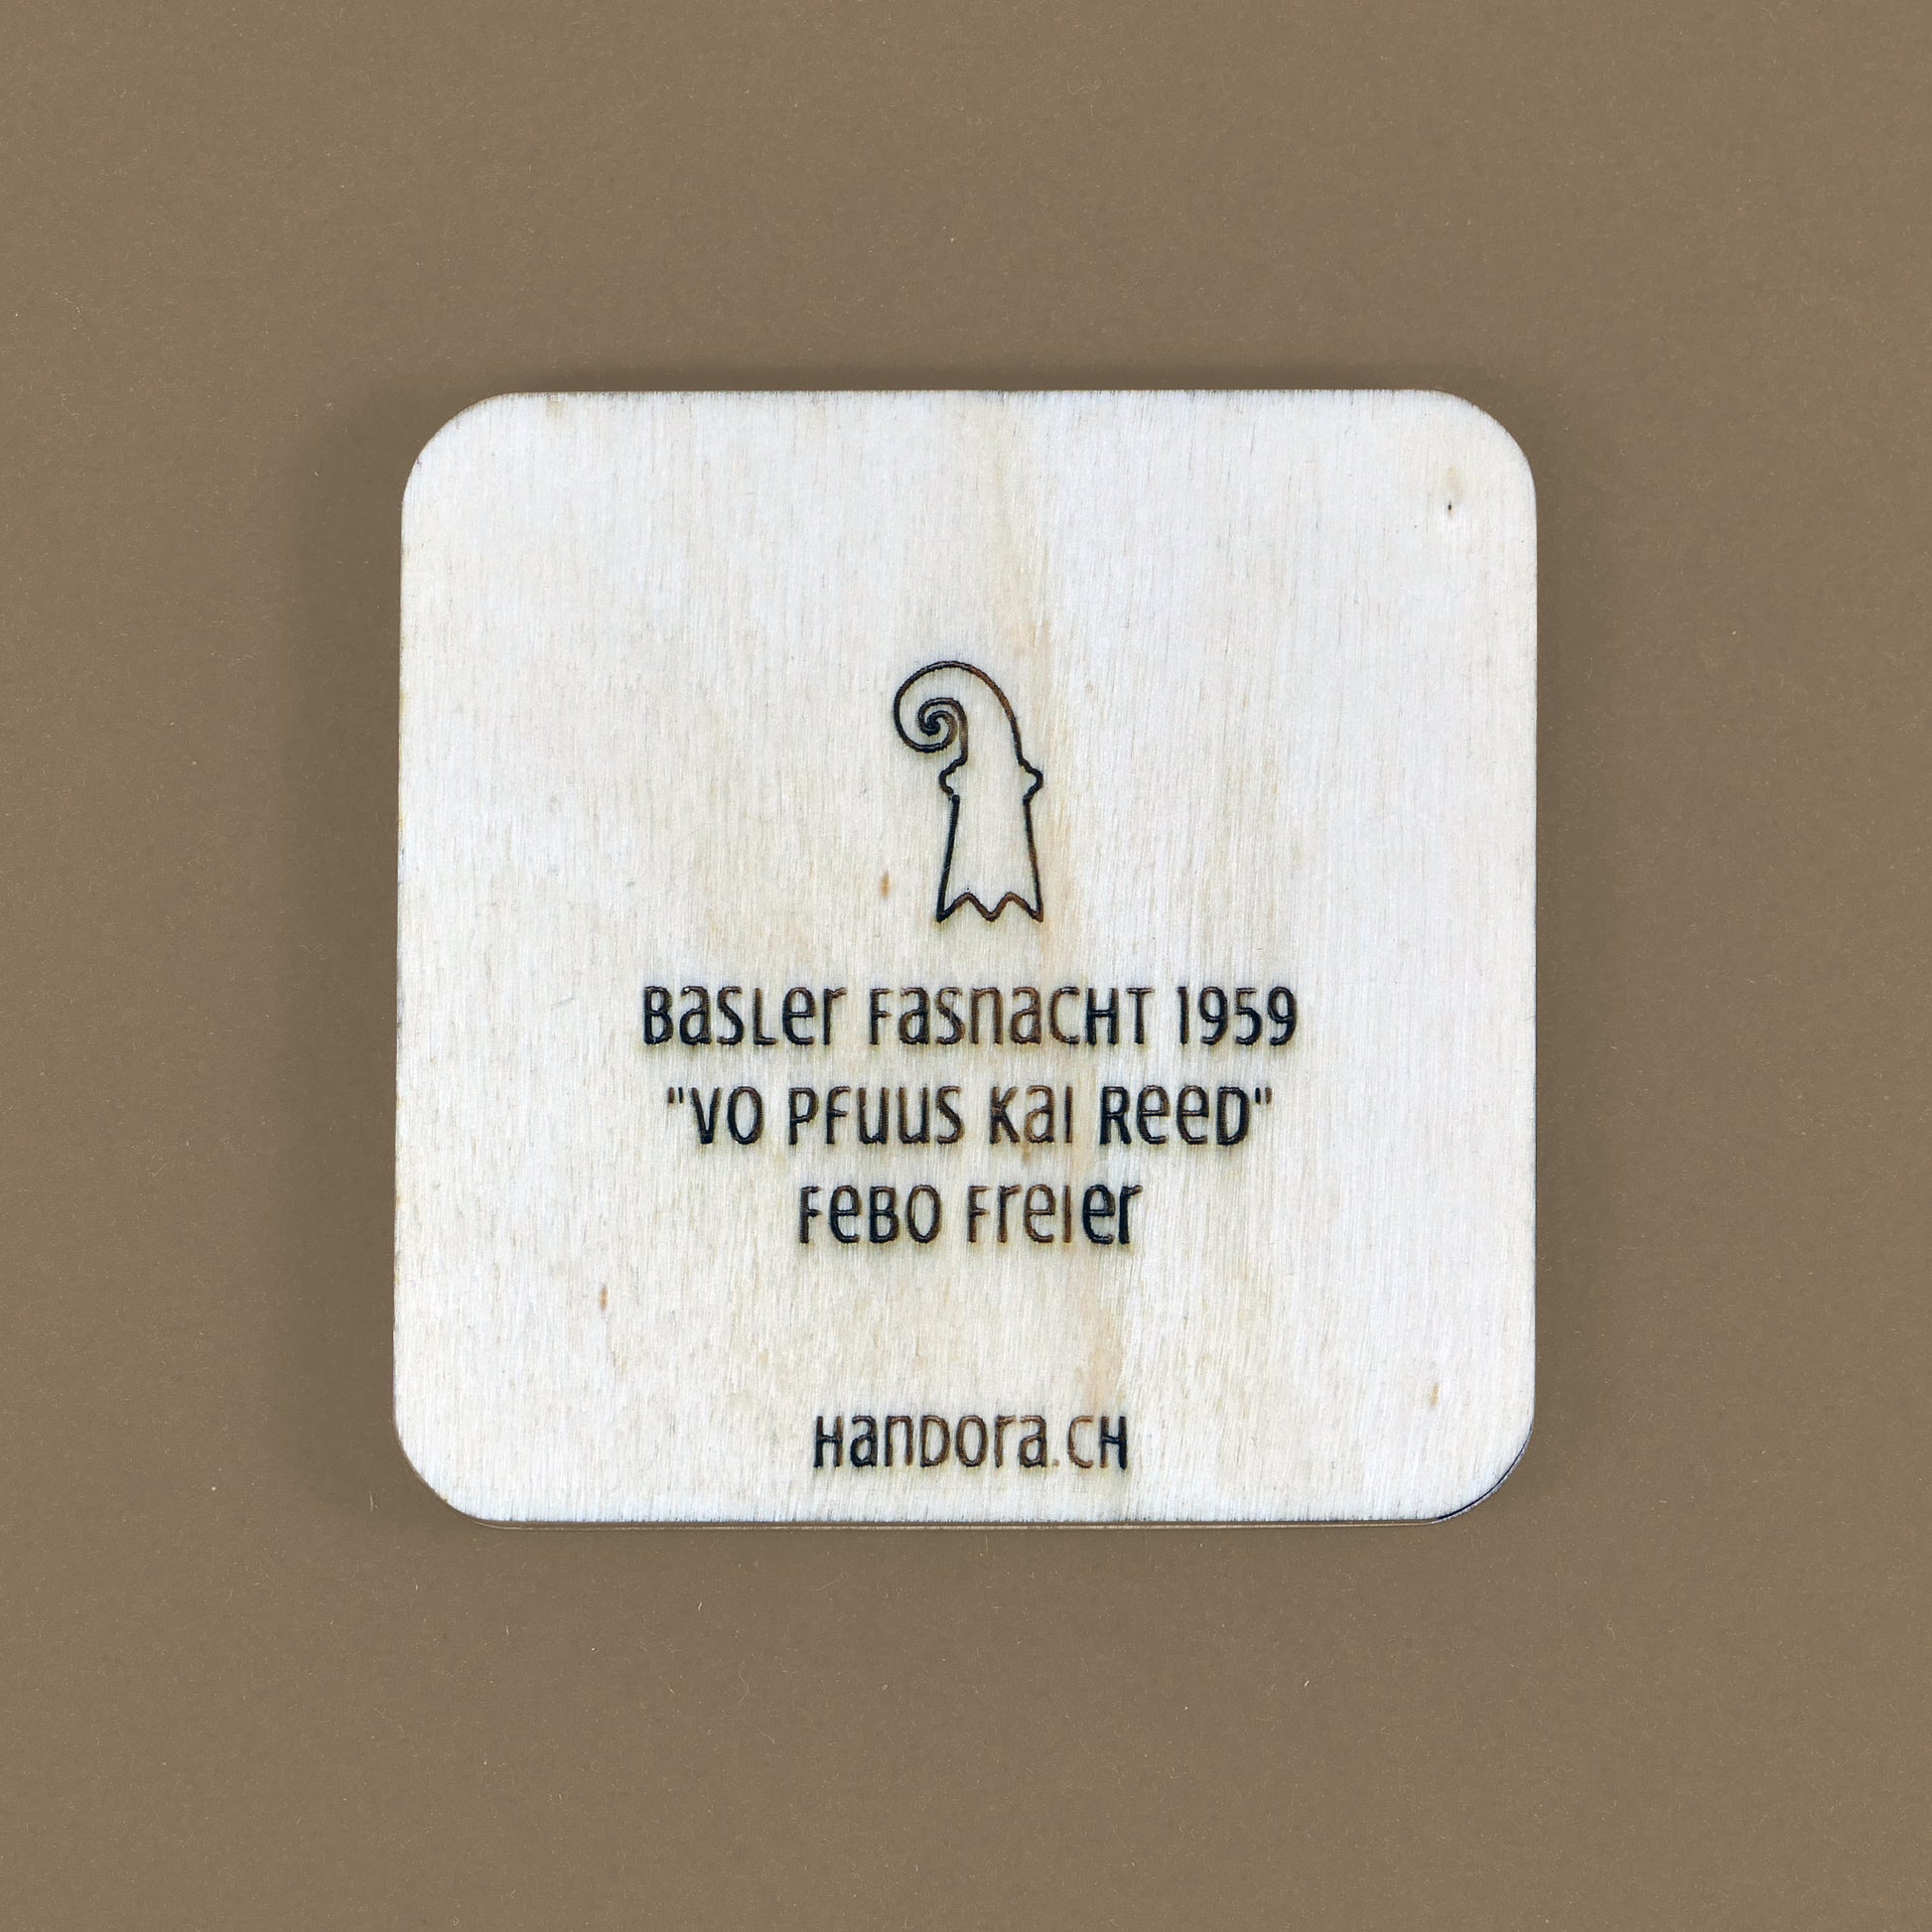 Basler Fasnacht 1959
"Vo Pfuus kai Reed"
Febo Freier
Handora.ch